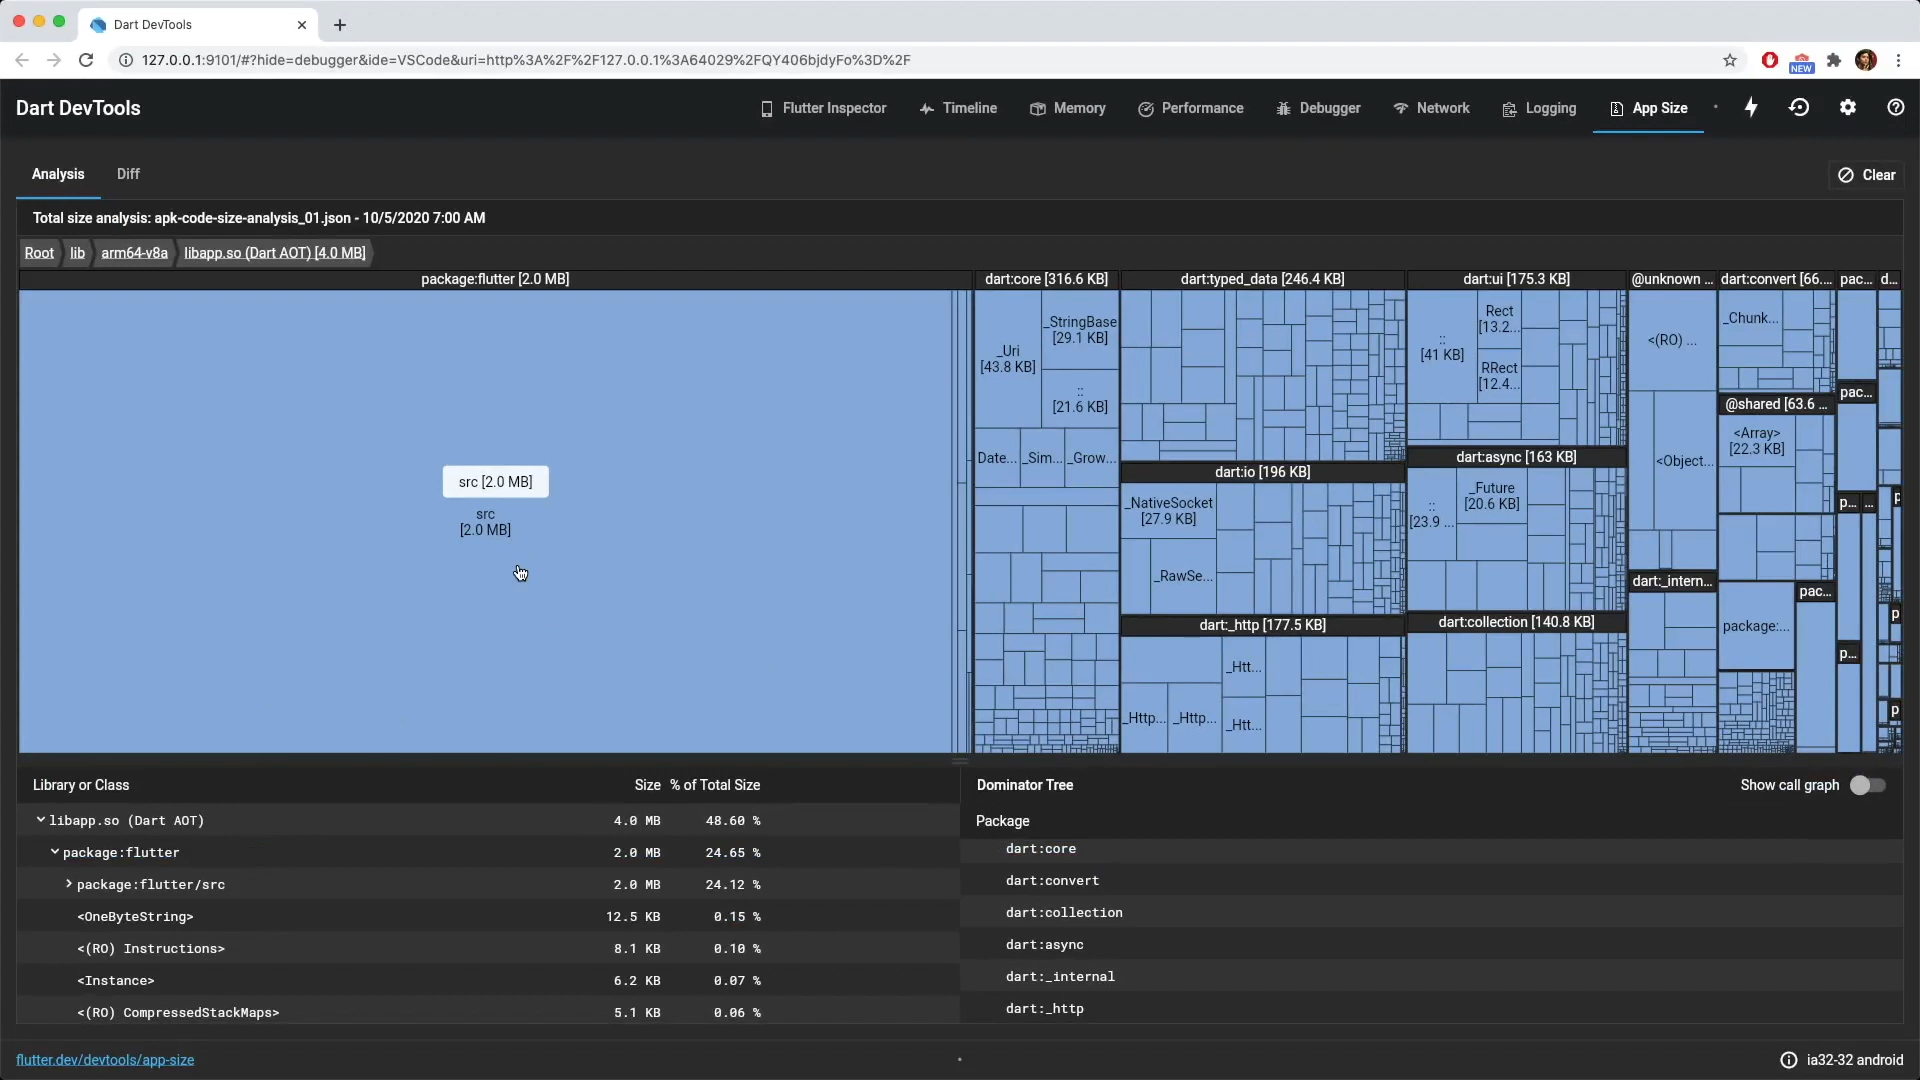 Dart DevTools
127.0.0.1:9101/#?hide=debugger&ide=VSCode&uri=http%3A%2F%2F127.0.0.1%3A64029%2FQY406bjdyFo%3D%2F
NEW
Dart DevTools
Flutter Inspector
Timeline
Memory
Performance
Debugger
Network
Logging
App Size
Analysis
Diff
Clear
Total size analysis: apk-code-size-analysis_01.json - 10/5/2020 7:00 AM
Root
lib
arm64-v8a
libapp.so (Dart AOT) [4.0 MB]
package:flutter [2.0 MB]
src [2.0 MB]
src
[2.0 MB]
dart:core [316.6 KB]
_Uri
[43.8 KB]
_StringBase
[29.1 KB]
::
[21.6 KB]
Date...
_Sim...
_Grow...
dart:typed_data [246.4 KB]
dart:io [196 KB]
_NativeSocket
[27.9 KB]
_RawSe...
dart:_http [177.5 KB]
_Htt...
_Http...
_Http...
_Htt...
dart:ui [175.3 KB]
::
[41 KB]
Rect
[13.2...
RRect
[12.4...
dart:async [163 KB]
::
[23.9 ...
_Future
[20.6 KB]
dart:collection [140.8 KB]
@unknown ...
<(RO) ...
<Object...
dart:_intern...
dart:convert [66....
_Chunk...
@shared [63.6 ...
<Array>
[22.3 KB]
package:...
pac...
pac...
pac...
p...
...
p...
d...
p
p
p
Library or Class
Size
% of Total Size
libapp.so (Dart AOT) 4.0 MB 48.60 %
package:flutter 2.0 MB 24.65 %
package:flutter/src 2.0 MB 24.12 %
<OneByteString> 12.5 KB 0.15 %
<(RO) Instructions> 8.1 KB 0.10 %
<Instance> 6.2 KB 0.07 %
<(RO) CompressedStackMaps> 5.1 KB 0.06 %
Dominator Tree
Show call graph
Package
dart:core
dart:convert
dart:collection
dart:async
dart:_internal
dart:_http
flutter.dev/devtools/app-size
ia32-32 android